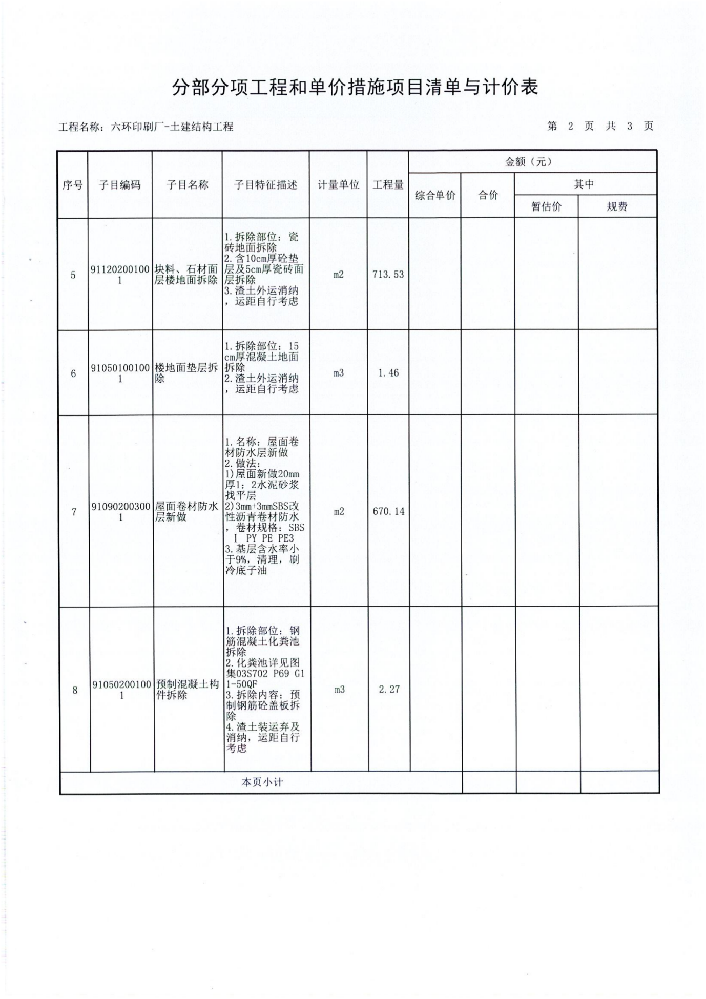 分部分项工程和单价措施项目清单与计价表
工程名称：六环印刷厂-土建结构工程
第 2 页 共 3 页
序号
子目编码
子目名称
子目特征描述
计量单位
工程量
金额（元）
综合单价
合价
其中
暂估价
规费
5
91120200100
1
块料、石材面
层楼地面拆除
1.拆除部位：瓷
砖地面拆除
2.含10cm厚砼垫
层及5cm厚瓷砖面
层拆除
3.渣土外运消纳
，运距自行考虑
m2
713.53
6
91050100100
1
楼地面垫层拆
除
1.拆除部位：15
cm厚混凝土地面
拆除
2.渣土外运消纳
，运距自行考虑
m3
1.46
7
91090200300
1
屋面卷材防水
层新做
1.名称：屋面卷
材防水层新做
2.做法：
1)屋面新做20mm
厚1：2水泥砂浆
找平层
2)3mm+3mmSBS改
性沥青卷材防水
，卷材规格：SBS
Ⅰ PY PE PE3
3.基层含水率小
于9%，清理，刷
冷底子油
m2
670.14
8
91050200100
1
预制混凝土构
件拆除
1.拆除部位：钢
筋混凝土化粪池
拆除
2.化粪池详见图
集03S702 P69 G1
1-50QF
3.拆除内容：预
制钢筋砼盖板拆
除
4.渣土装运弃及
消纳，运距自行
考虑
m3
2.27
本页小计